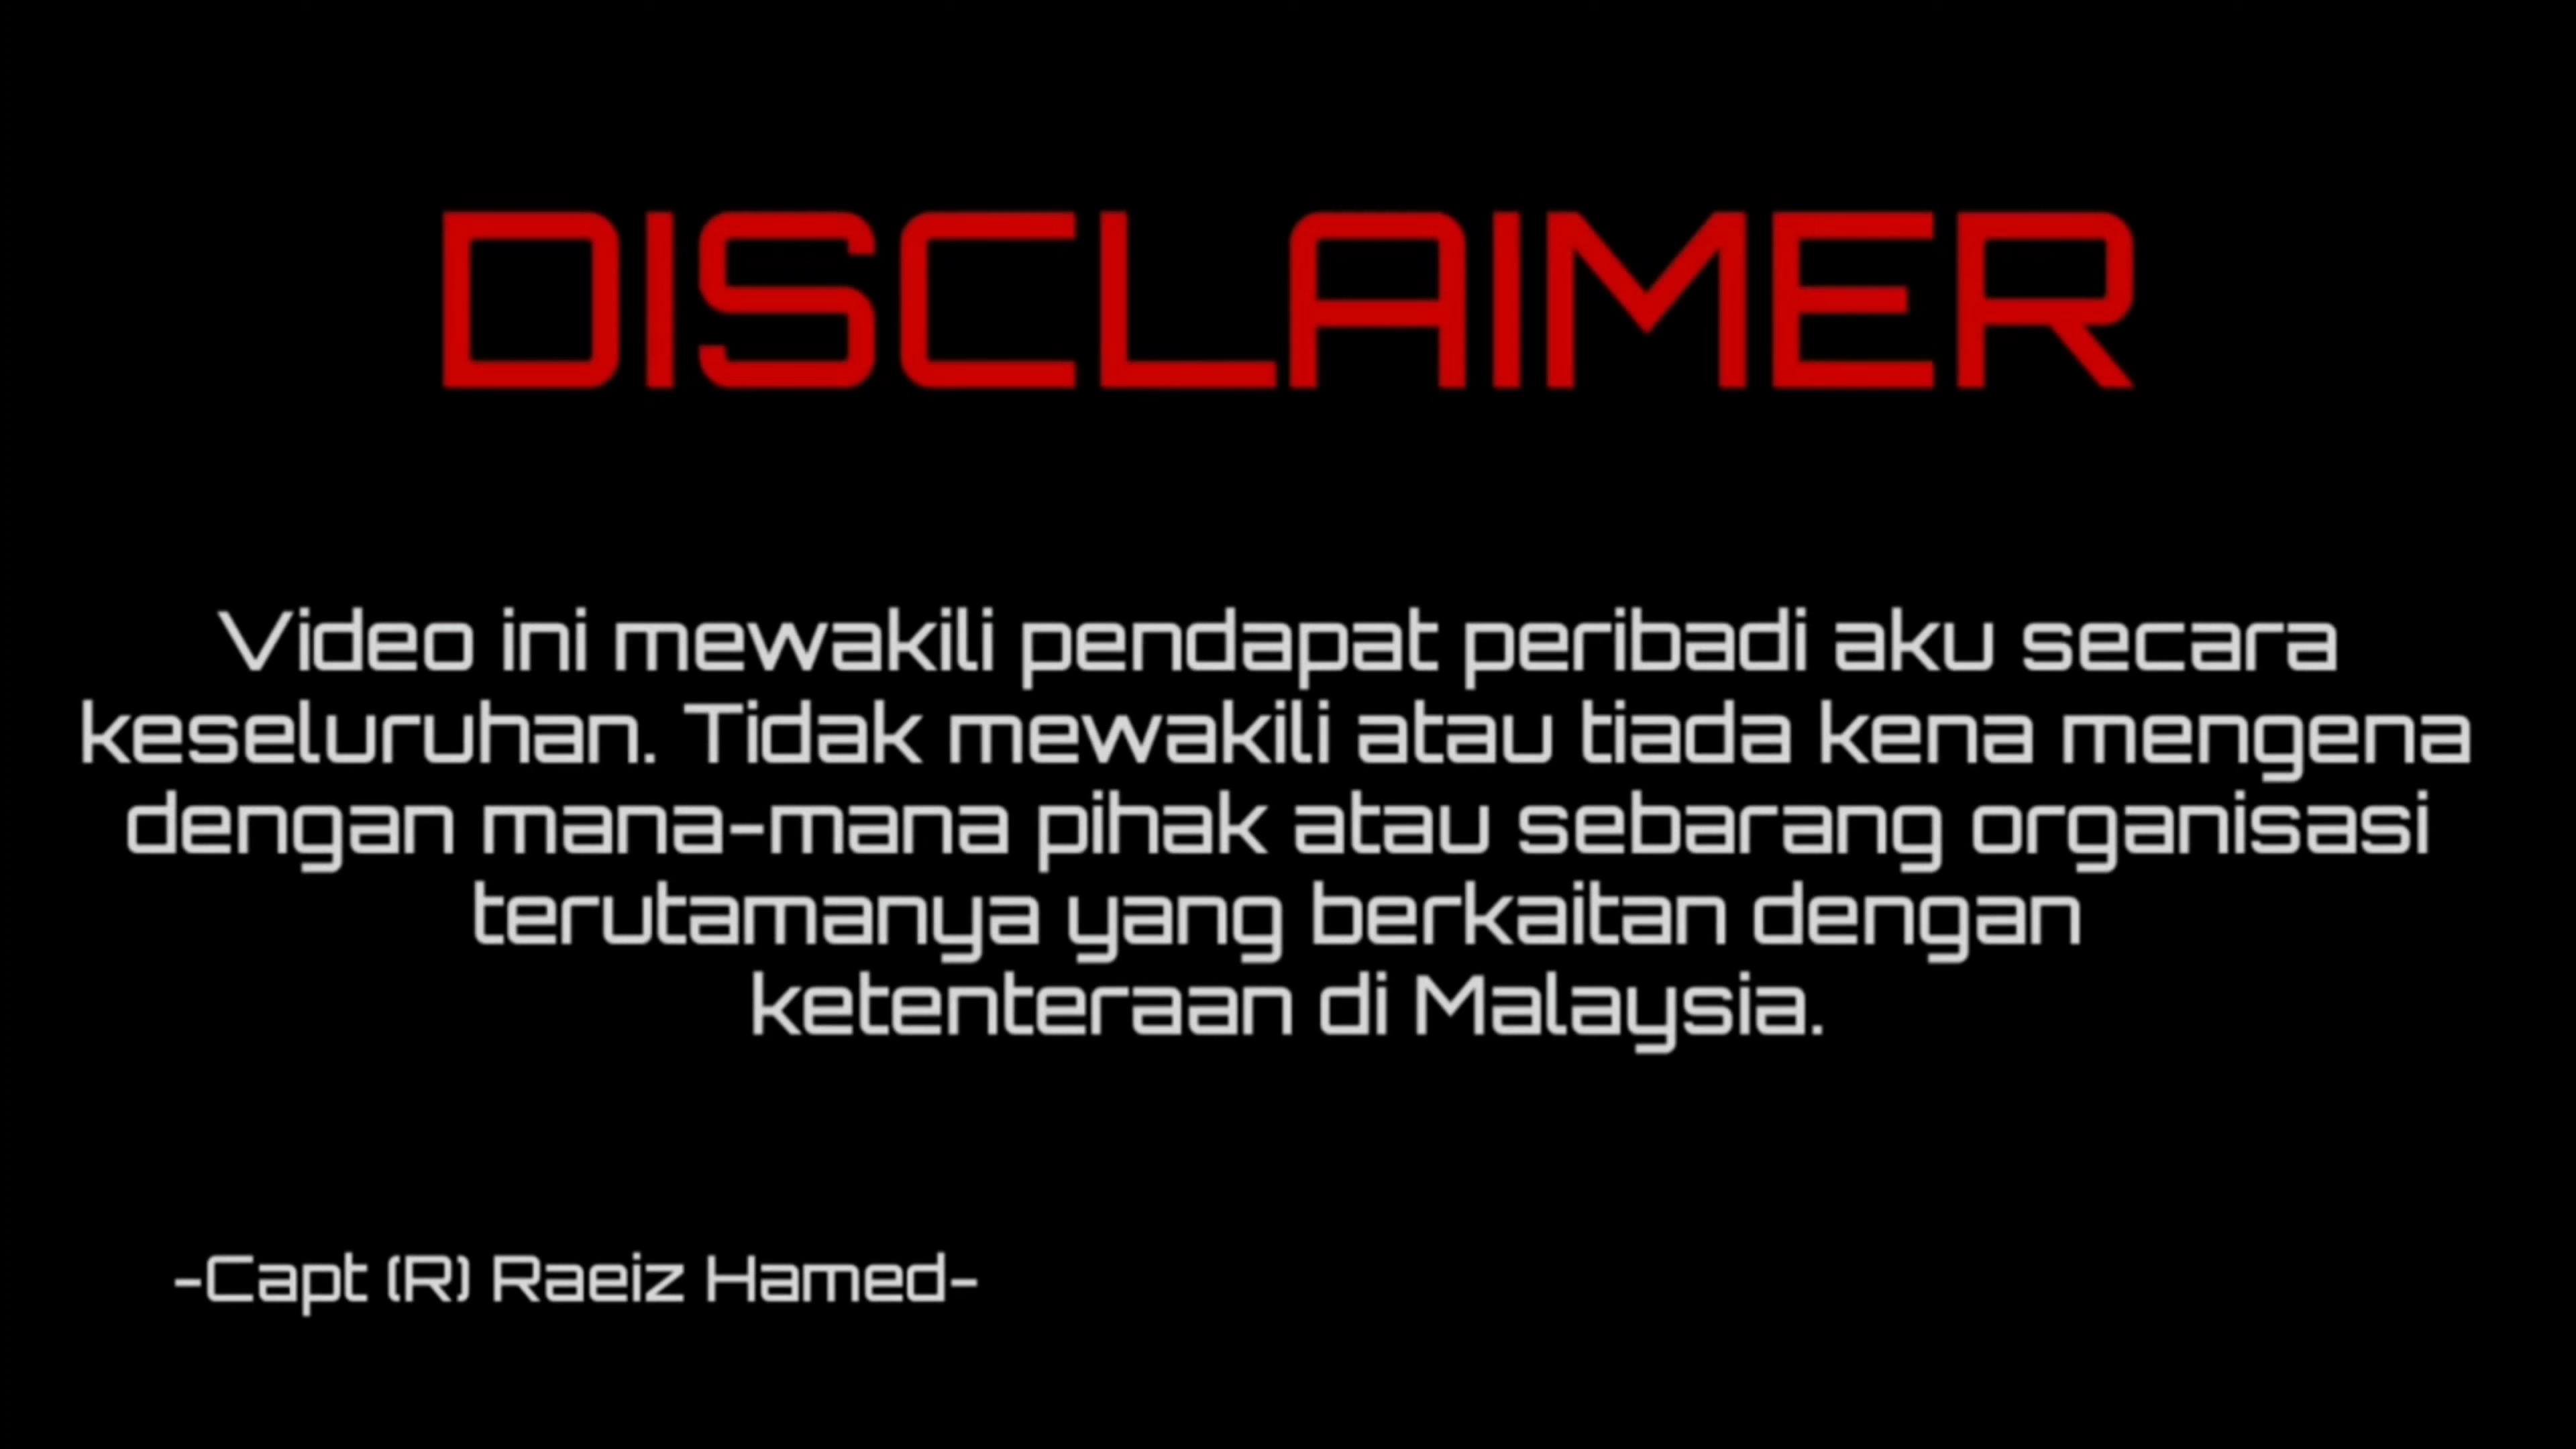 DISCLAIMER
Video ini mewakili pendapat peribadi aku secara
keseluruhan. Tidak mewakili atau tiada kena mengena
dengan mana-mana pihak atau sebarang organisasi
terutamanya yang berkaitan dengan
ketenteraan di Malaysia.
-Capt (R) Raeiz Hamed-